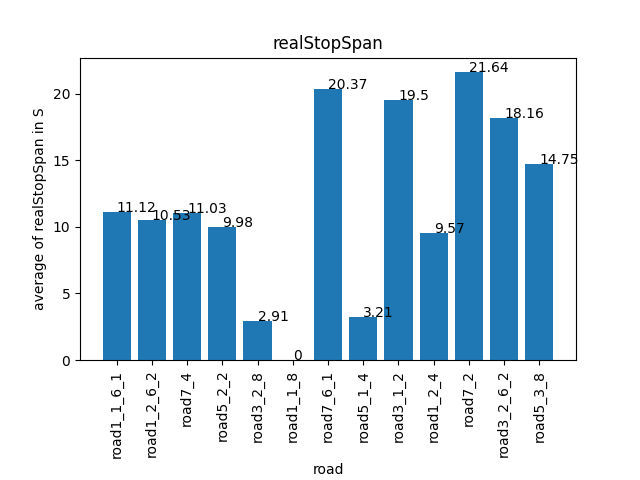 realStopSpan
average of realStopSpan in S
20
15
10
5
0
11.12
10.53
11.03
9.98
2.91
0
20.37
3.21
19.5
9.57
21.64
18.16
14.75
road1_1_6_1
road1_2_6_2
road7_4
road5_2_2
road3_2_8
road1_1_8
road7_6_1
road5_1_4
road3_1_2
road1_2_4
road7_2
road3_2_6_2
road5_3_8
road